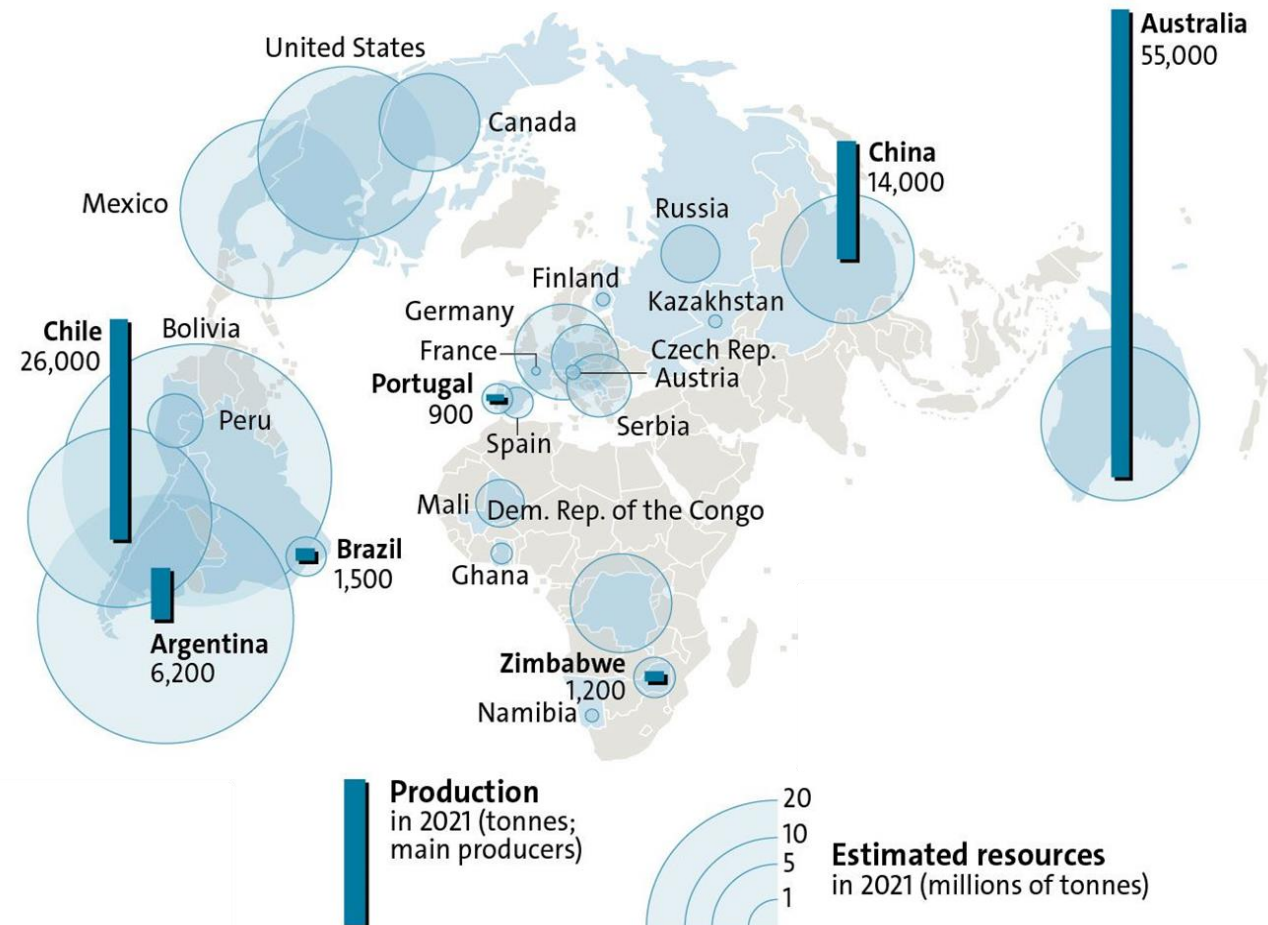 United States
Canada
Mexico
Australia
55,000
China
14,000
Russia
Finland
Kazakhstan
Germany
France
Czech Rep.
Austria
Portugal
900
Spain
Serbia
Chile
26,000
Bolivia
Peru
Mali
Dem. Rep. of the Congo
Ghana
Brazil
1,500
Argentina
6,200
Zimbabwe
1,200
Namibia
Production
in 2021 (tonnes;
main producers)
20
10
5
1
Estimated resources
in 2021 (millions of tonnes)